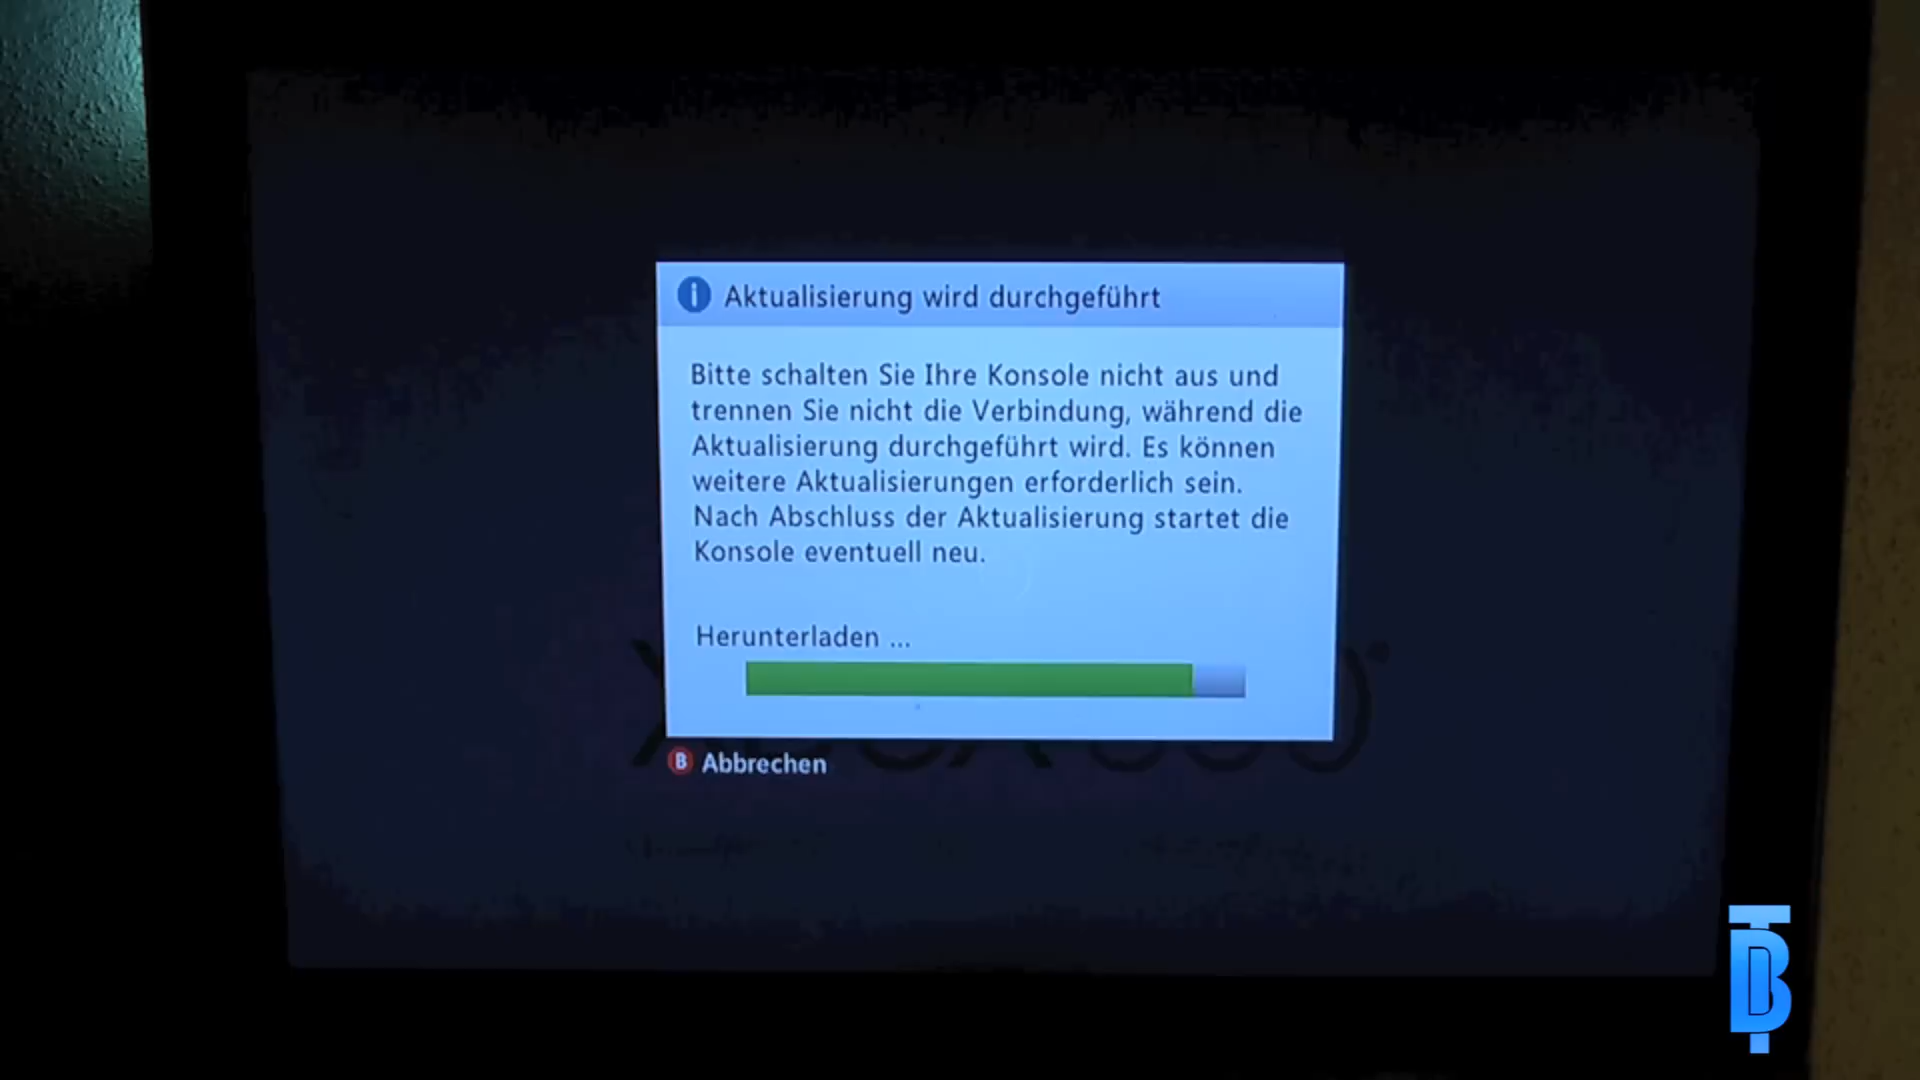 Aktualisierung wird durchgeführt
Bitte schalten Sie Ihre Konsole nicht aus und
trennen Sie nicht die Verbindung, während die
Aktualisierung durchgeführt wird. Es können
weitere Aktualisierungen erforderlich sein.
Nach Abschluss der Aktualisierung startet die
Konsole eventuell neu.
Herunterladen ...
B Abbrechen